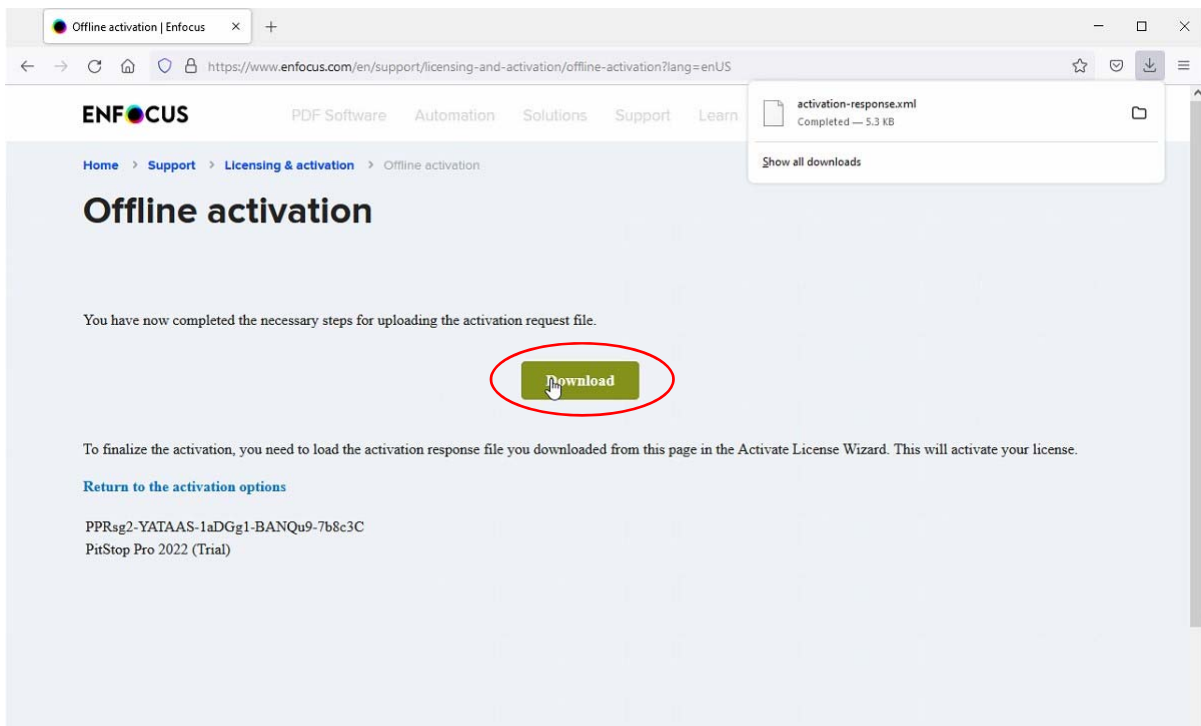 Offline activation | Enfocus
https://www.enfocus.com/en/support/licensing-and-activation/offline-activation?lang=enUS
ENFOCUS
PDF Software Automation Solutions Support Learn
activation-response.xml
Completed — 5.3 KB
Show all downloads
Home > Support > Licensing & activation > Offline activation
Offline activation
You have now completed the necessary steps for uploading the activation request file.
Download
To finalize the activation, you need to load the activation response file you downloaded from this page in the Activate License Wizard. This will activate your license.
Return to the activation options
PPRsg2-YATAAS-1aDGg1-BANQu9-7b8c3C
PitStop Pro 2022 (Trial)